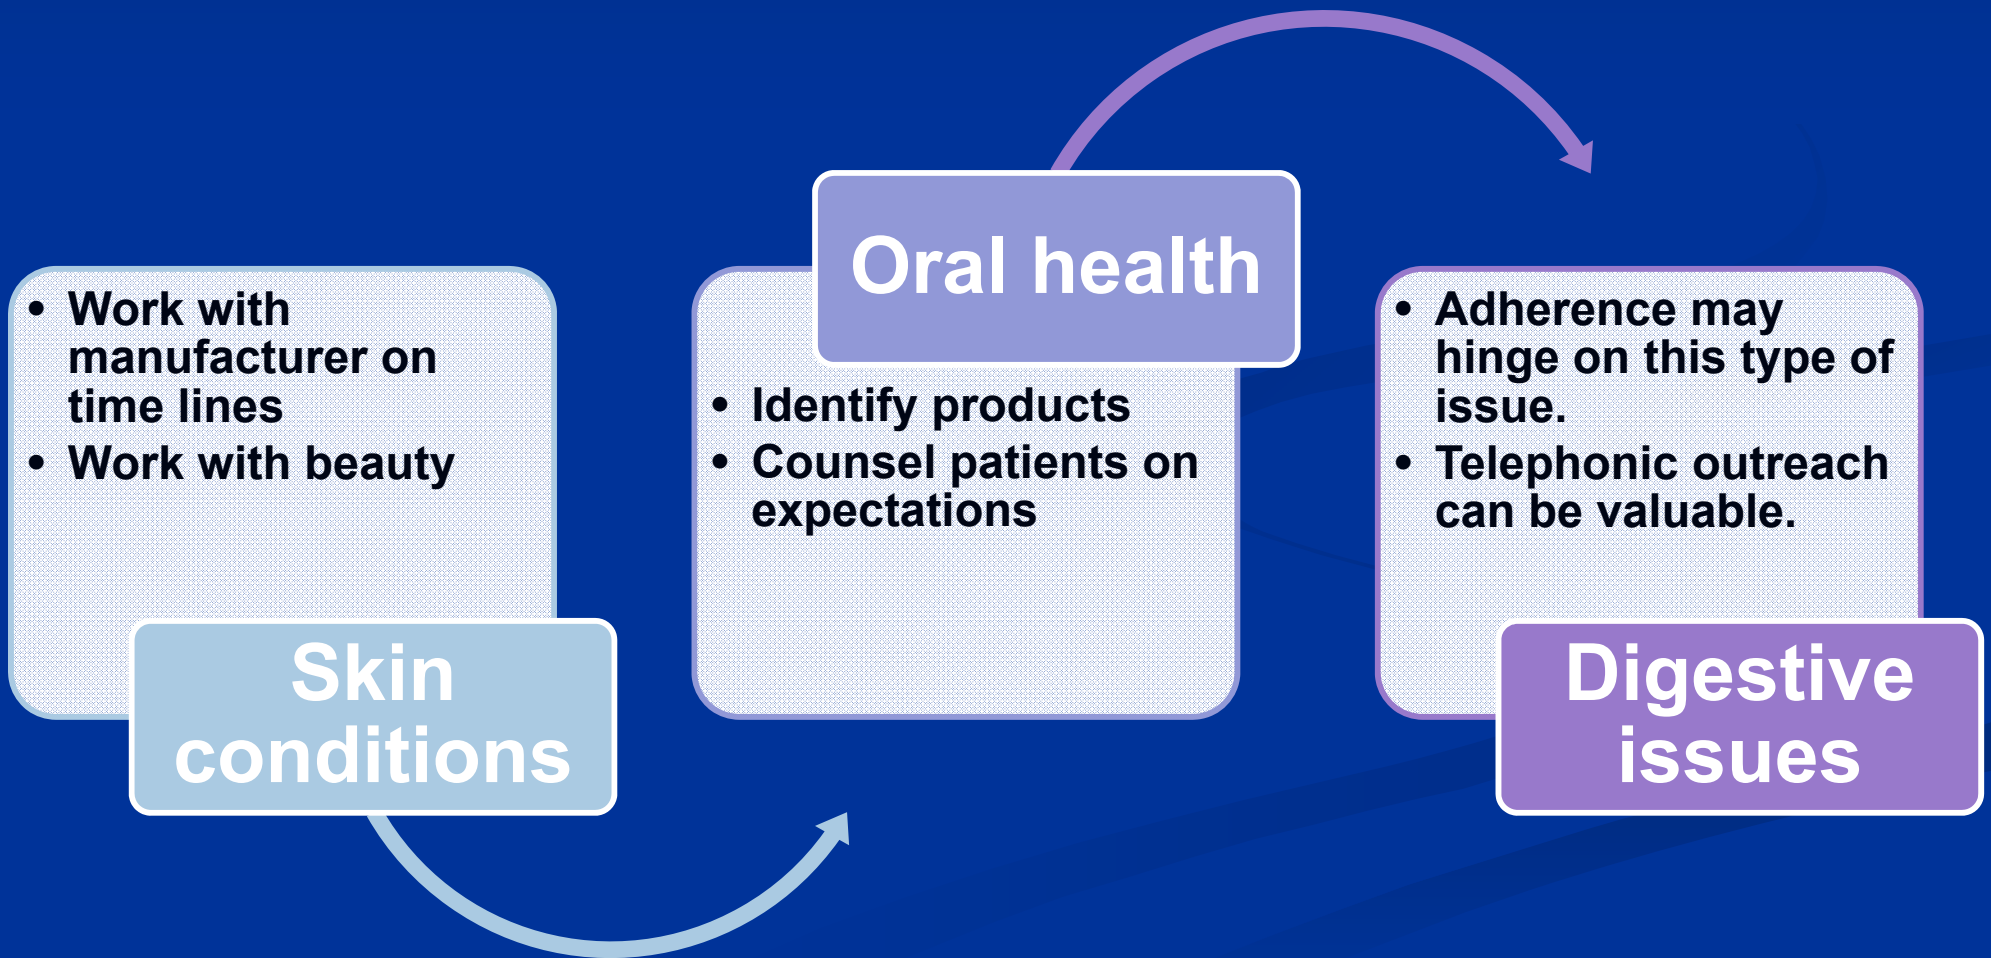 • Work with
manufacturer on
time lines
• Work with beauty
Skin
conditions
Oral health
• Identify products
• Counsel patients on
expectations
• Adherence may
hinge on this type of
issue.
• Telephonic outreach
can be valuable.
Digestive
issues